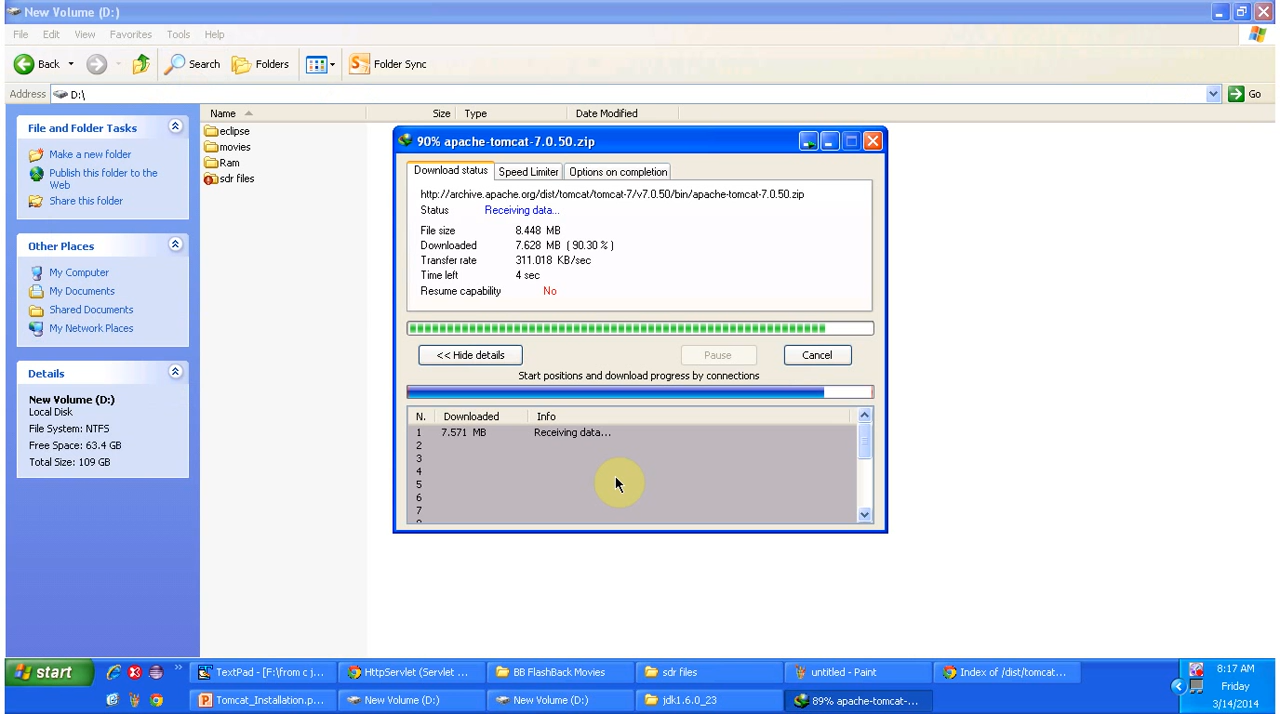 New Volume (D:)
File Edit View Favorites Tools Help
Back Search Folders Folder Sync
Address D:\ Go
Name Size Type Date Modified
File and Folder Tasks
Make a new folder
Publish this folder to the
Web
Share this folder
Other Places
My Computer
My Documents
Shared Documents
My Network Places
Details
New Volume (D:)
Local Disk
File System: NTFS
Free Space: 63.4 GB
Total Size: 109 GB
eclipse
movies
Ram
sdr files
90% apache-tomcat-7.0.50.zip
Download status Speed Limiter Options on completion
http://archive.apache.org/dist/tomcat/tomcat-7/v7.0.50/bin/apache-tomcat-7.0.50.zip
Status Receiving data...
File size 8.448 MB
Downloaded 7.628 MB ( 90.30 % )
Transfer rate 311.018 KB/sec
Time left 4 sec
Resume capability No
<< Hide details Pause Cancel
Start positions and download progress by connections
N. Downloaded Info
1 7.571 MB Receiving data...
2
3
4
5
6
7
start
TextPad - [F:\from c j... HttpServlet (Servlet ... BB FlashBack Movies sdr files untitled - Paint Index of /dist/tomcat...
Tomcat_Installation.p... New Volume (D:) New Volume (D:) jdk1.6.0_23 89% apache-tomcat-...
8:17 AM
Friday
3/14/2014